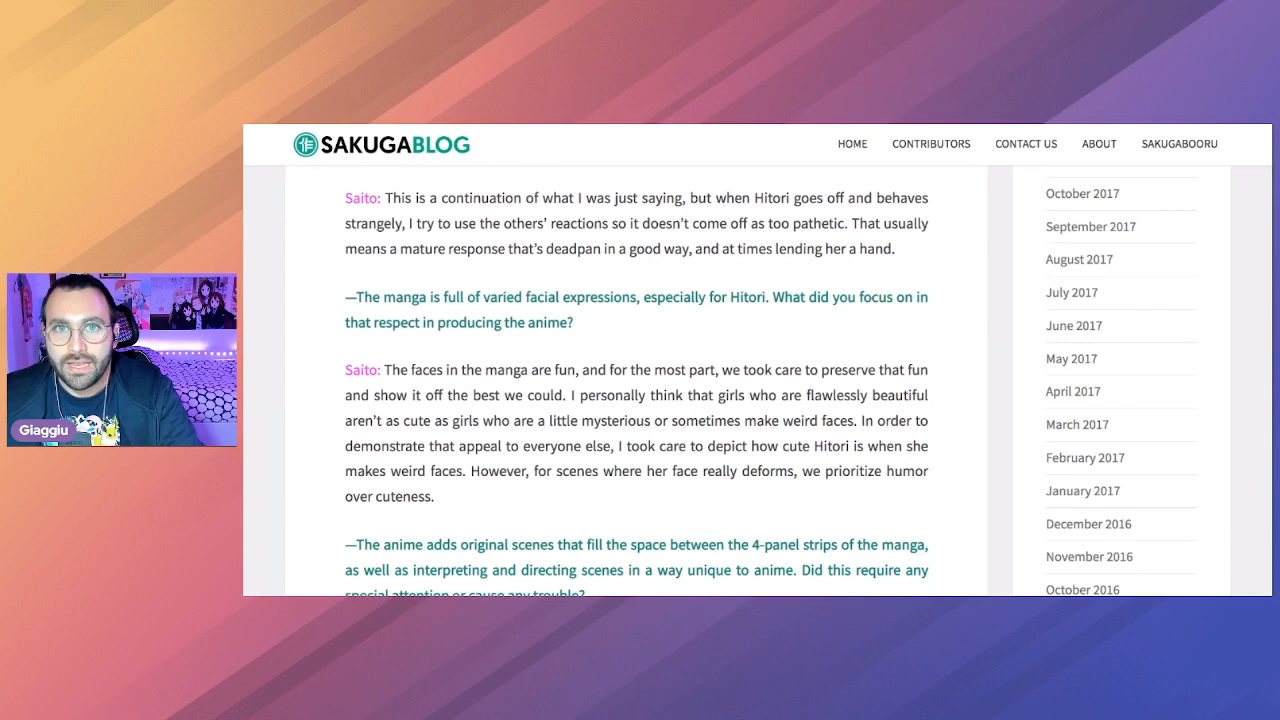 SAKUGABLOG
HOME CONTRIBUTORS CONTACT US ABOUT SAKUGABOORU
Saito: This is a continuation of what I was just saying, but when Hitori goes off and behaves
strangely, I try to use the others' reactions so it doesn't come off as too pathetic. That usually
means a mature response that's deadpan in a good way, and at times lending her a hand.
—The manga is full of varied facial expressions, especially for Hitori. What did you focus on in
that respect in producing the anime?
Saito: The faces in the manga are fun, and for the most part, we took care to preserve that fun
and show it off the best we could. I personally think that girls who are flawlessly beautiful
aren't as cute as girls who are a little mysterious or sometimes make weird faces. In order to
demonstrate that appeal to everyone else, I took care to depict how cute Hitori is when she
makes weird faces. However, for scenes where her face really deforms, we prioritize humor
over cuteness.
—The anime adds original scenes that fill the space between the 4-panel strips of the manga,
as well as interpreting and directing scenes in a way unique to anime. Did this require any
special attention or cause any trouble?
October 2017
September 2017
August 2017
July 2017
June 2017
May 2017
April 2017
March 2017
February 2017
January 2017
December 2016
November 2016
October 2016
Giaggiu